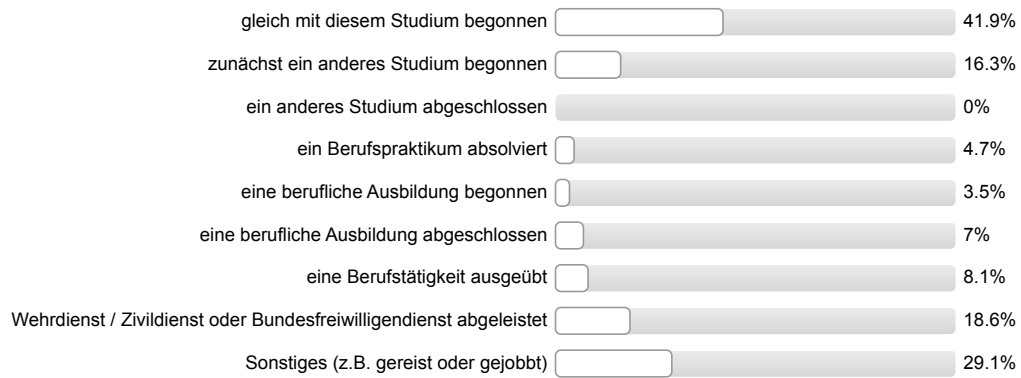 gleich mit diesem Studium begonnen 41.9%
zunächst ein anderes Studium begonnen 16.3%
ein anderes Studium abgeschlossen 0%
ein Berufspraktikum absolviert 4.7%
eine berufliche Ausbildung begonnen 3.5%
eine berufliche Ausbildung abgeschlossen 7%
eine Berufstätigkeit ausgeübt 8.1%
Wehrdienst / Zivildienst oder Bundesfreiwilligendienst abgeleistet 18.6%
Sonstiges (z.B. gereist oder gejobbt) 29.1%